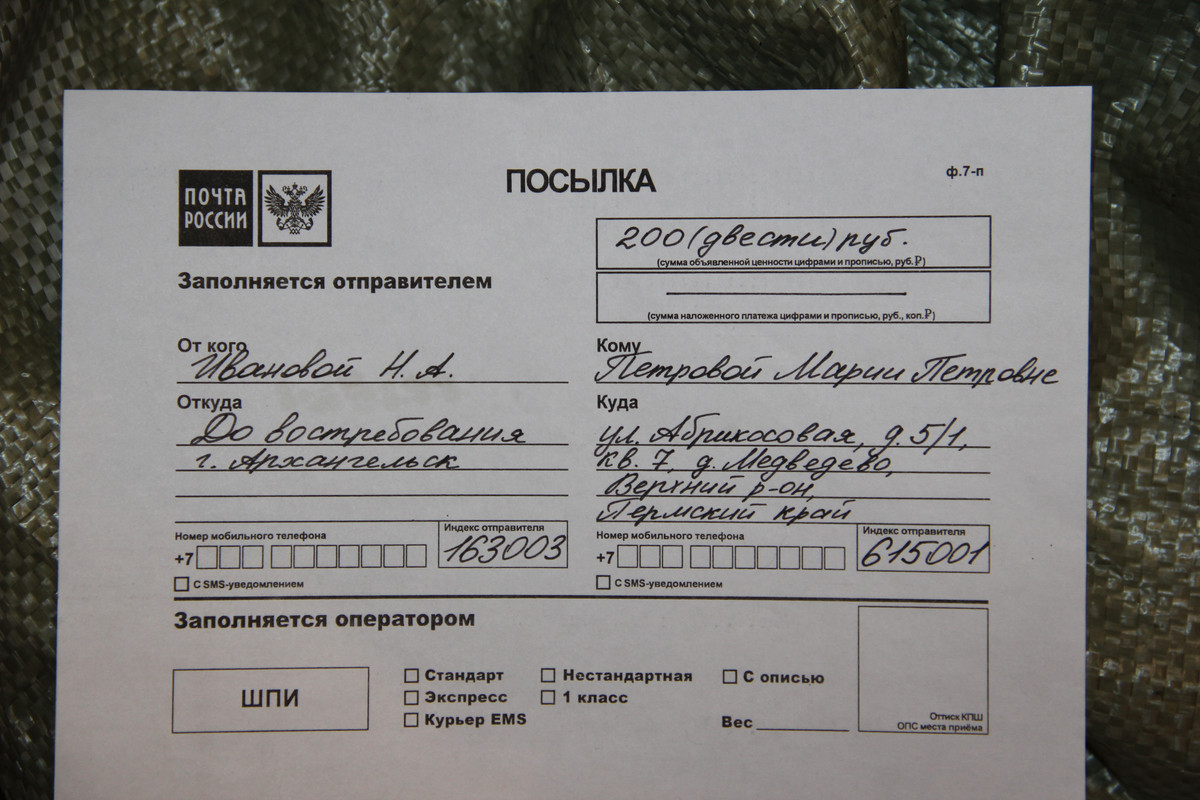 ПОЧТА
РОССИИ
ПОСЫЛКА
ф.7-п
200 (двести) руб.
(сумма объявленной ценности цифрами и прописью, руб.₽)
(сумма наложенного платежа цифрами и прописью, руб., коп.₽)
Заполняется отправителем
От кого
Ивановой Н. А.
Откуда
До востребования
г. Архангельск
Номер мобильного телефона
+7
Индекс отправителя
163003
С SMS-уведомлением
Кому
Петровой Марии Петровне
Куда
ул. Абрикосовая, д. 5/1,
кв. 7, д. Медведево,
Верхний р-он,
Пермский край
Номер мобильного телефона
+7
Индекс отправителя
615001
С SMS-уведомлением
Заполняется оператором
ШПИ
Стандарт
Экспресс
Курьер EMS
Нестандартная
1 класс
С описью
Вес
Оттиск КПШ
ОПС места приёма